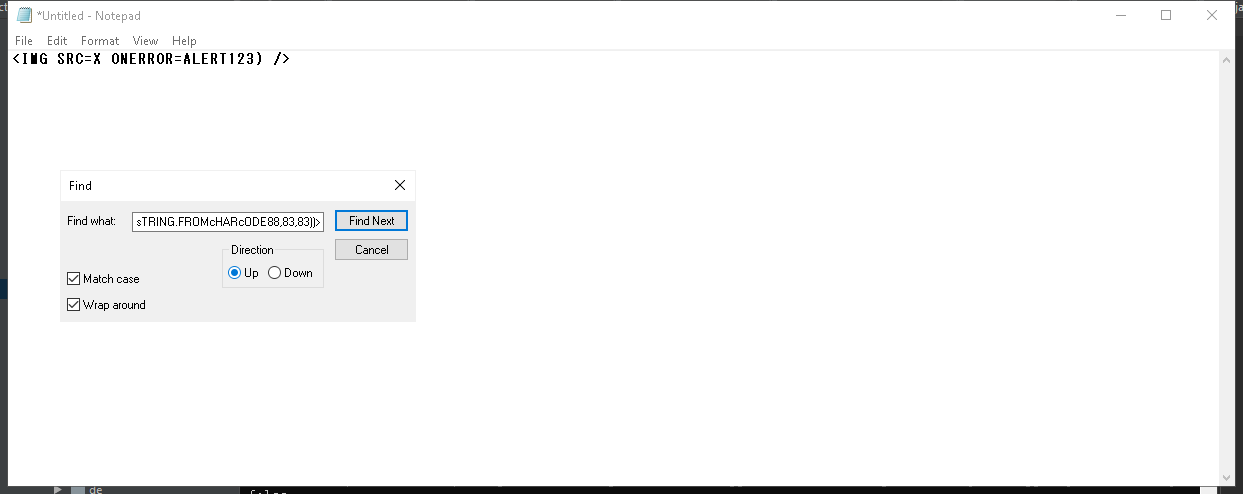 *Untitled - Notepad
File Edit Format View Help
<IMG SRC=X ONERROR=ALERT123) />
Find
Find what: sTRING.FROMcHARcODE88,83,83))> Find Next
Direction Cancel
Up Down
Match case
Wrap around
de